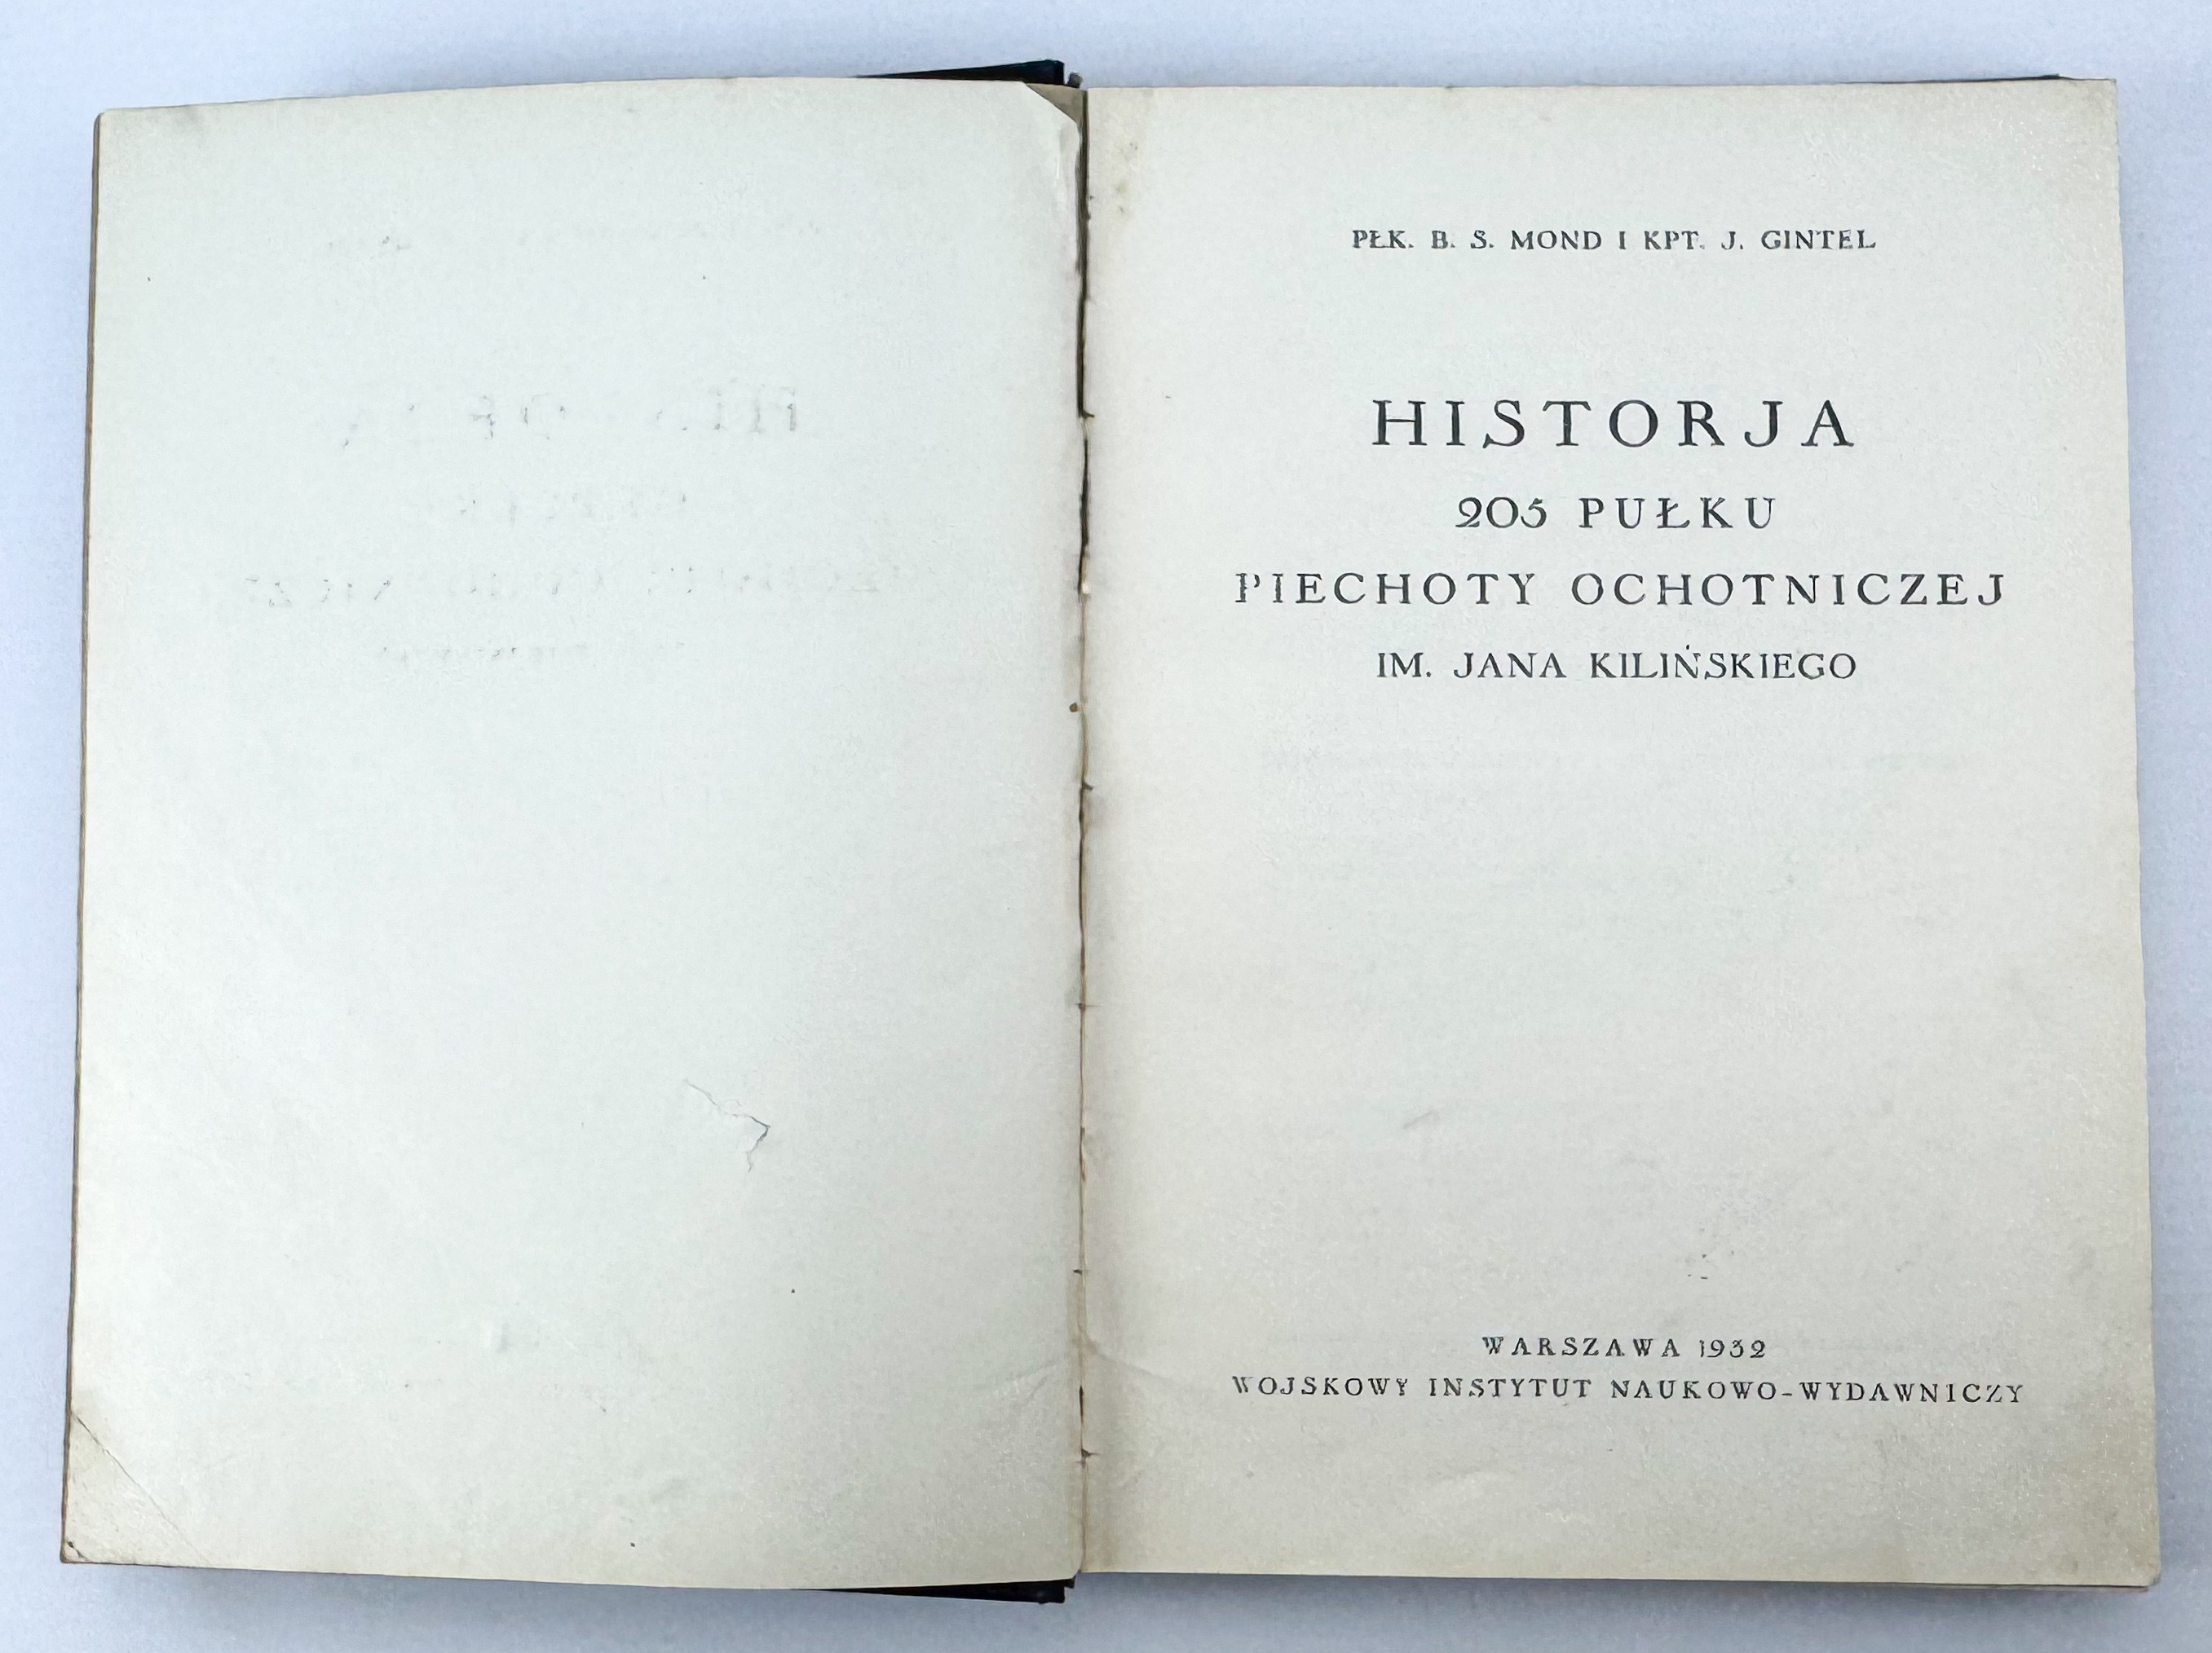 PŁK. B. S. MOND I KPT. J. GINTEL
HISTORJA
205 PUŁKU
PIECHOTY OCHOTNICZEJ
IM. JANA KILIŃSKIEGO
WARSZAWA 1932
WOJSKOWY INSTYTUT NAUKOWO-WYDAWNICZY